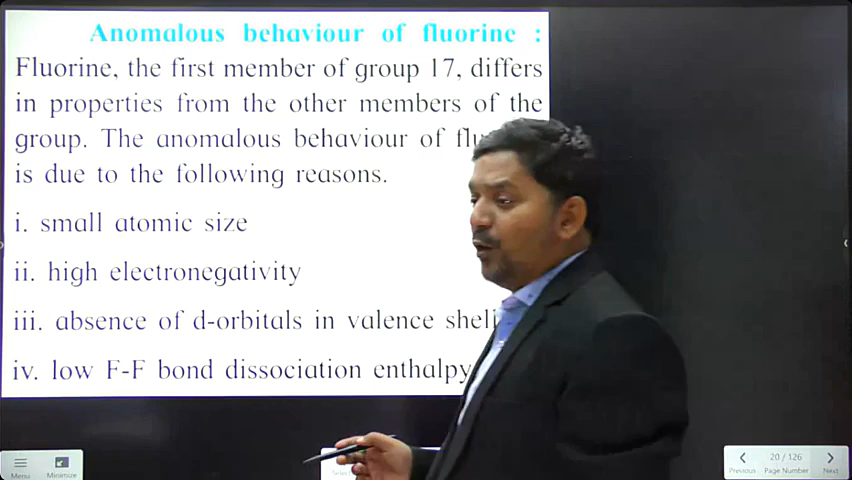 Anomalous behaviour of fluorine :
Fluorine, the first member of group 17, differs
in properties from the other members of the
group. The anomalous behaviour of
is due to the following reasons.
i. small atomic size
ii. high electronegativity
iii. absence of d-orbitals in valence shell
iv. low F-F bond dissociation enthalpy
Menu
Minimize
Previous
20 / 126
Page Number
Next